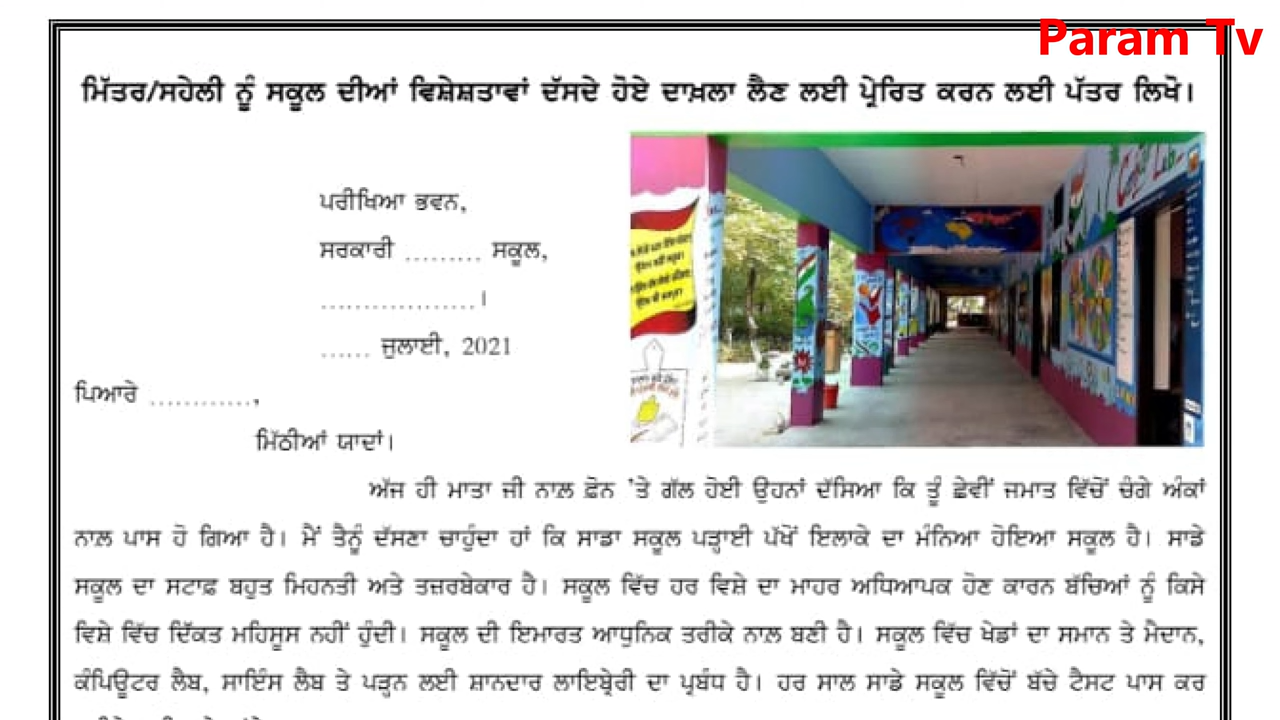 Param Tv
ਮਿੱਤਰ/ਸਹੇਲੀ ਨੂੰ ਸਕੂਲ ਦੀਆਂ ਵਿਸ਼ੇਸ਼ਤਾਵਾਂ ਦੱਸਦੇ ਹੋਏ ਦਾਖ਼ਲਾ ਲੈਣ ਲਈ ਪ੍ਰੇਰਿਤ ਕਰਨ ਲਈ ਪੱਤਰ ਲਿਖੋ।
ਪਰੀਖਿਆ ਭਵਨ,
ਸਰਕਾਰੀ ......... ਸਕੂਲ,
..................।
...... ਜੁਲਾਈ, 2021
ਪਿਆਰੇ ............,
ਮਿੱਠੀਆਂ ਯਾਦਾਂ।
ਅੱਜ ਹੀ ਮਾਤਾ ਜੀ ਨਾਲ਼ ਫ਼ੋਨ 'ਤੇ ਗੱਲ ਹੋਈ ਉਹਨਾਂ ਦੱਸਿਆ ਕਿ ਤੂੰ ਛੇਵੀਂ ਜਮਾਤ ਵਿੱਚੋਂ ਚੰਗੇ ਅੰਕਾਂ
ਨਾਲ਼ ਪਾਸ ਹੋ ਗਿਆ ਹੈ। ਮੈਂ ਤੈਨੂੰ ਦੱਸਣਾ ਚਾਹੁੰਦਾ ਹਾਂ ਕਿ ਸਾਡਾ ਸਕੂਲ ਪੜ੍ਹਾਈ ਪੱਖੋਂ ਇਲਾਕੇ ਦਾ ਮੰਨਿਆ ਹੋਇਆ ਸਕੂਲ ਹੈ। ਸਾਡੇ
ਸਕੂਲ ਦਾ ਸਟਾਫ਼ ਬਹੁਤ ਮਿਹਨਤੀ ਅਤੇ ਤਜ਼ਰਬੇਕਾਰ ਹੈ। ਸਕੂਲ ਵਿੱਚ ਹਰ ਵਿਸ਼ੇ ਦਾ ਮਾਹਰ ਅਧਿਆਪਕ ਹੋਣ ਕਾਰਨ ਬੱਚਿਆਂ ਨੂੰ ਕਿਸੇ
ਵਿਸ਼ੇ ਵਿੱਚ ਦਿੱਕਤ ਮਹਿਸੂਸ ਨਹੀਂ ਹੁੰਦੀ। ਸਕੂਲ ਦੀ ਇਮਾਰਤ ਆਧੁਨਿਕ ਤਰੀਕੇ ਨਾਲ਼ ਬਣੀ ਹੈ। ਸਕੂਲ ਵਿੱਚ ਖੇਡਾਂ ਦਾ ਸਮਾਨ ਤੇ ਮੈਦਾਨ,
ਕੰਪਿਊਟਰ ਲੈਬ, ਸਾਇੰਸ ਲੈਬ ਤੇ ਪੜ੍ਹਨ ਲਈ ਸ਼ਾਨਦਾਰ ਲਾਇਬ੍ਰੇਰੀ ਦਾ ਪ੍ਰਬੰਧ ਹੈ। ਹਰ ਸਾਲ ਸਾਡੇ ਸਕੂਲ ਵਿੱਚੋਂ ਬੱਚੇ ਟੈਸਟ ਪਾਸ ਕਰ